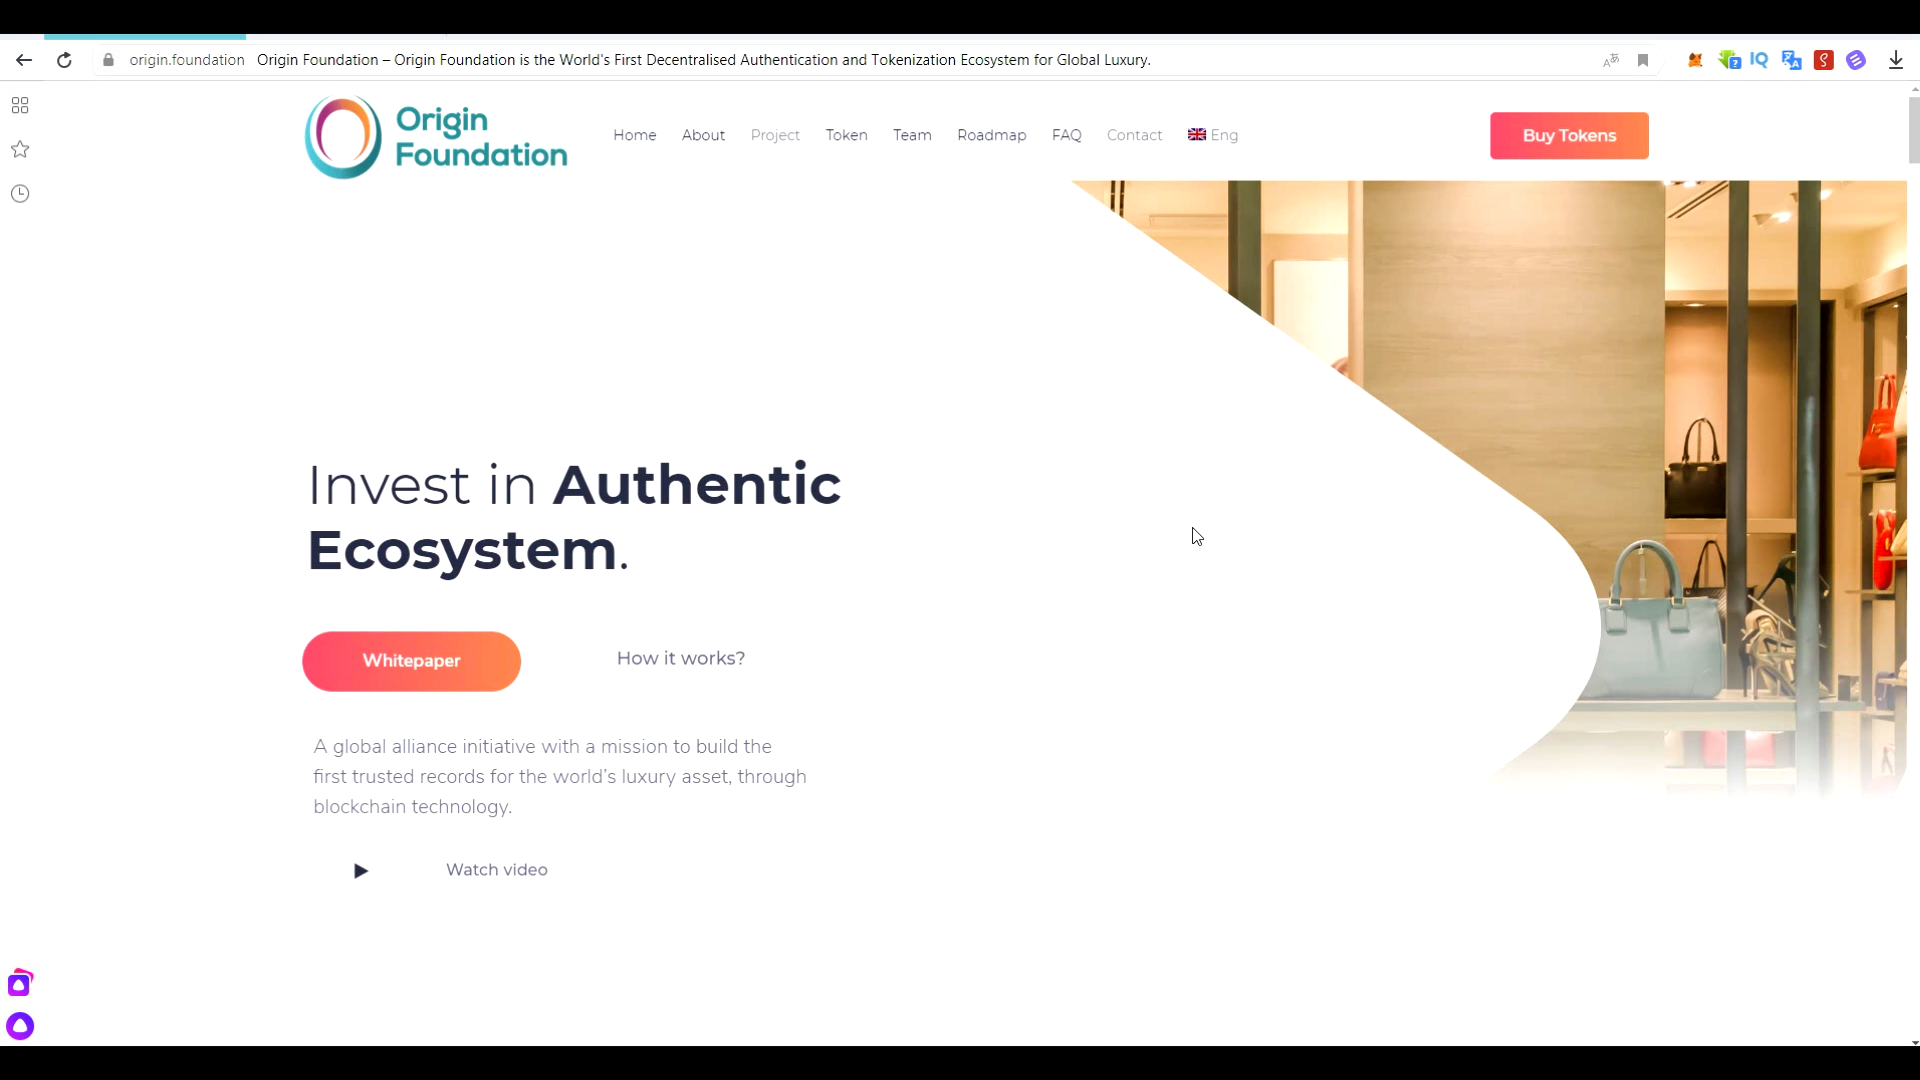 origin.foundation Origin Foundation – Origin Foundation is the World's First Decentralised Authentication and Tokenization Ecosystem for Global Luxury.
Origin
Foundation
Home About Project Token Team Roadmap FAQ Contact Eng
Buy Tokens
Invest in Authentic
Ecosystem.
Whitepaper
How it works?
A global alliance initiative with a mission to build the
first trusted records for the world's luxury asset, through
blockchain technology.
Watch video